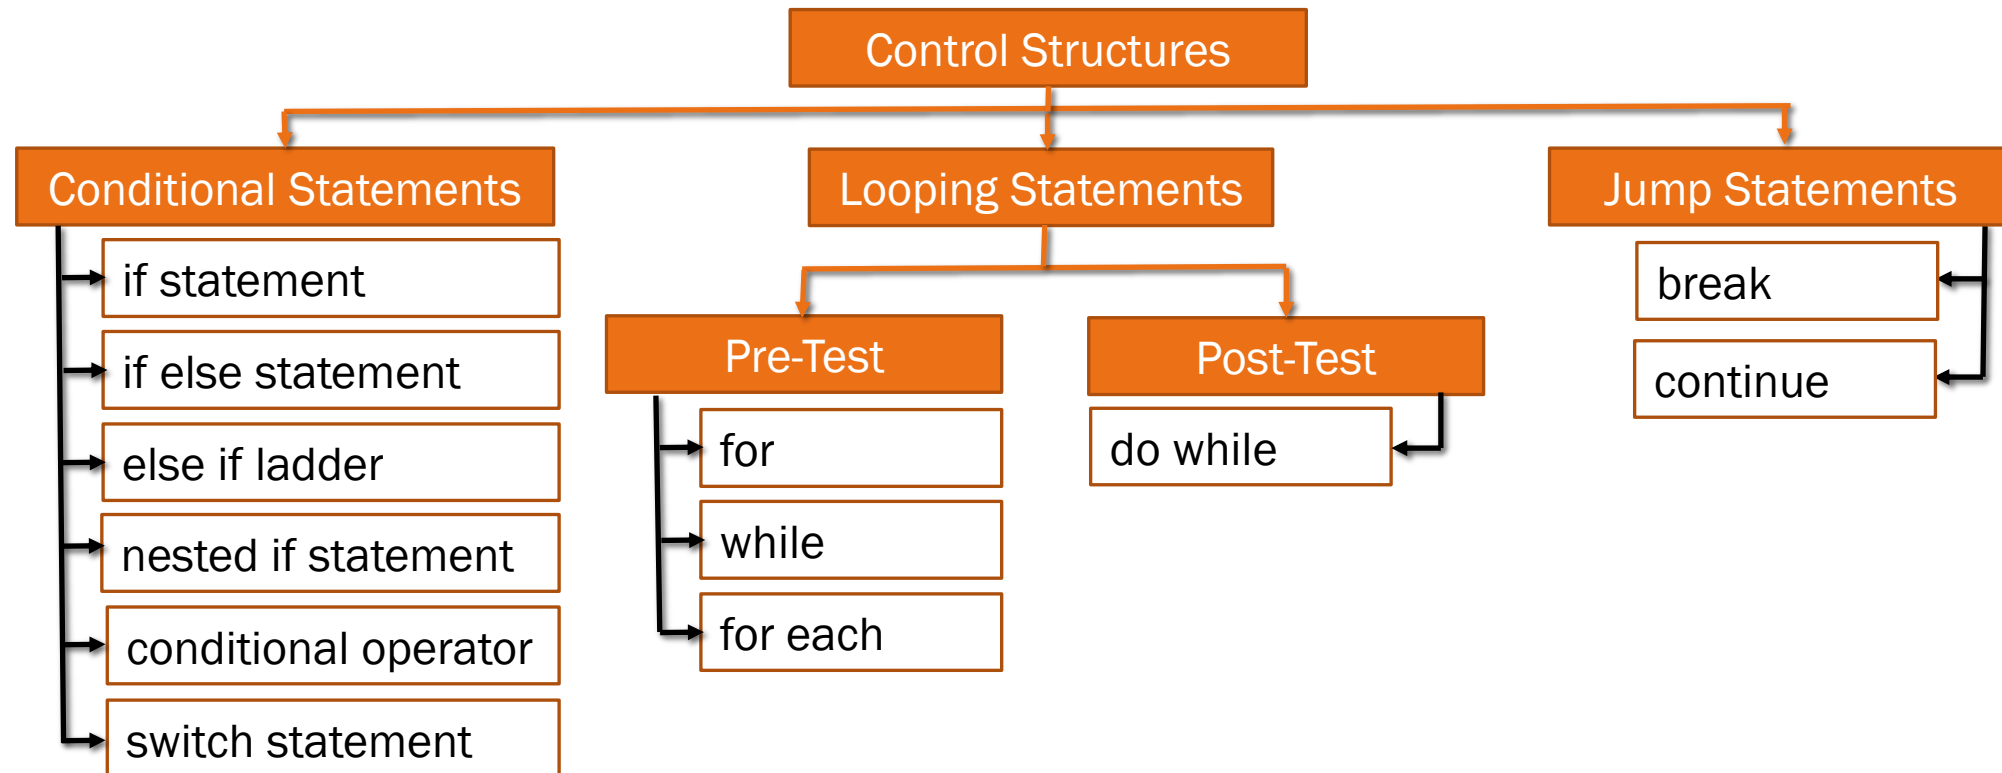 Control Structures
Conditional Statements
if statement
if else statement
else if ladder
nested if statement
conditional operator
switch statement
Looping Statements
Pre-Test
for
while
for each
Post-Test
do while
Jump Statements
break
continue